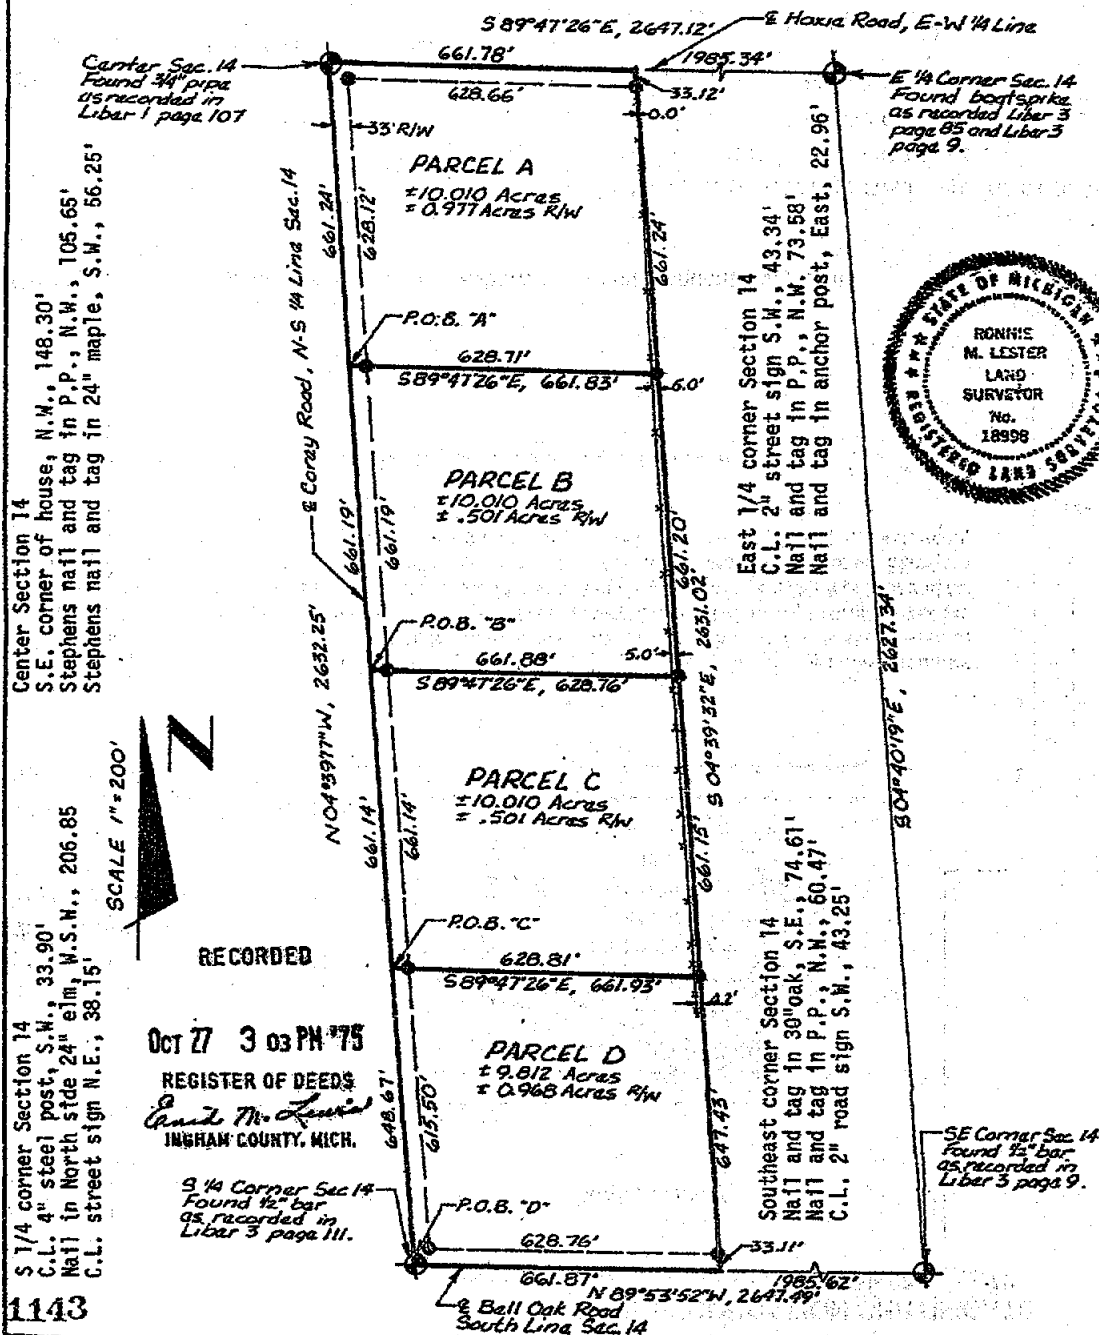 S 89°47'26"E, 2647.12'
℄ Hoxie Road, E-W ¼ Line
661.78'
1985.34'
Center Sec. 14
Found 3/4" pipe
as recorded in
Liber 1 page 107
628.66'
33.12'
0.0'
E ¼ Corner Sec. 14
Found boatspike
as recorded Liber 3
page 85 and Liber 3
page 9.
33' R/W
PARCEL A
±10.010 Acres
± 0.977 Acres R/W
661.24'
628.12'
661.24'
℄ Coray Road, N-S ¼ Line Sec. 14
P.O.B. "A"
628.71'
S89°47'26"E, 661.83'
6.0'
PARCEL B
±10.010 Acres
± .501 Acres R/W
661.19'
661.19'
661.20'
P.O.B. "B"
661.88'
S 89°47'26"E, 628.76'
5.0'
N04°39'17"W, 2632.25'
S 04°39'32"E, 2631.02'
S04°40'19"E, 2627.34'
PARCEL C
±10.010 Acres
± .501 Acres R/W
661.14'
661.14'
661.15'
P.O.B. "C"
628.81'
S89°47'26"E, 661.93'
4.2'
PARCEL D
± 9.812 Acres
± 0.968 Acres R/W
648.67'
615.50'
647.43'
P.O.B. "D"
628.76'
33.11'
661.87'
1985.62'
N 89°53'52"W, 2647.49'
℄ Bell Oak Road
South Line Sec. 14
S ¼ Corner Sec 14
Found ½" bar
as recorded in
Liber 3 page 111.
SE Corner Sec. 14
Found ½" bar
as recorded in
Liber 3 page 9.
Center Section 14
S.E. corner of house, N.W., 148.30'
Stephens nail and tag in P.P., N.W., 105.65'
Stephens nail and tag in 24" maple, S.W., 56.25'
S 1/4 corner Section 14
C.L. 4" steel post, S.W., 33.90'
Nail in North side 24" elm, W.S.W., 206.85
C.L. street sign N.E., 38.15'
East 1/4 corner Section 14
C.L. 2" street sign S.W., 43.34'
Nail and tag in P.P., N.W. 73.58'
Nail and tag in anchor post, East, 22.96'
Southeast corner Section 14
Nail and tag in 30"oak, S.E., 74.61'
Nail and tag in P.P., N.W., 60.47'
C.L. 2" road sign S.W., 43.25'
STATE OF MICHIGAN
RONNIE
M. LESTER
LAND
SURVEYOR
No.
18998
REGISTERED LAND SURVEYOR
N
SCALE 1"=200'
RECORDED
OCT 27 3 03 PM '75
REGISTER OF DEEDS
Enid M. Lewis
INGHAM COUNTY, MICH.
1143